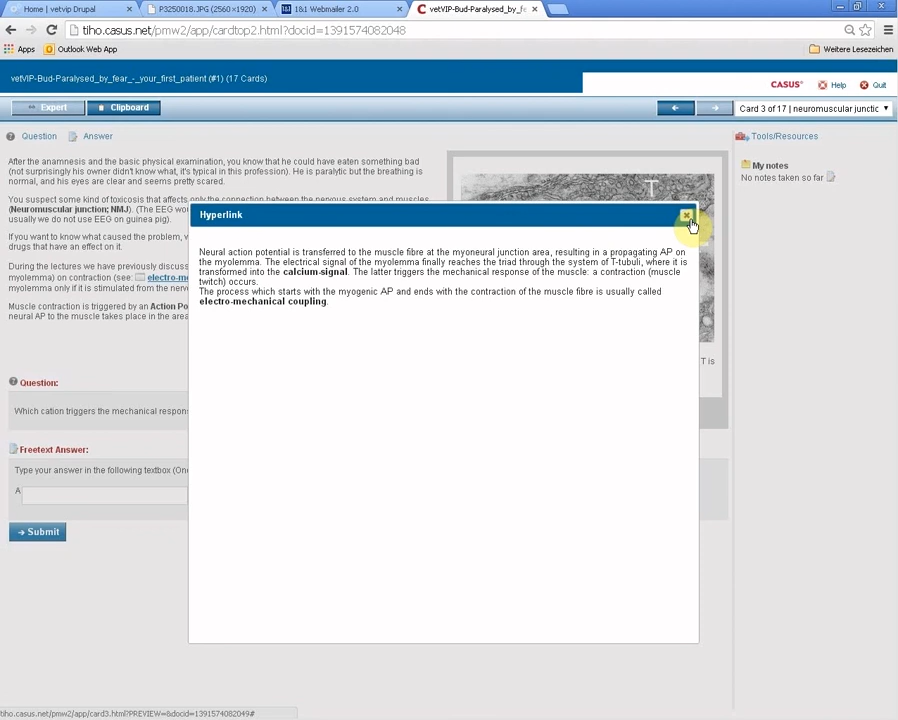 Home | vetvip Drupal
P3250018.JPG (2560×1920)
1&1 Webmailer 2.0
vetVIP-Bud-Paralysed_by_fe
tiho.casus.net/pmw2/app/cardtop2.html?docid=1391574082048
Apps
Outlook Web App
Weitere Lesezeichen
vetVIP-Bud-Paralysed_by_fear_-_your_first_patient (#1) (17 Cards)
CASUS®
Help
Quit
Expert
Clipboard
Card 3 of 17 | neuromuscular junctic
Question
Answer
Tools/Resources
After the anamnesis and the basic physical examination, you know that he could have eaten something bad
(not surprisingly his owner didn't know what, it's typical in this profession). He is paralytic but the breathing is
normal, and his eyes are clear and seems pretty scared.
You suspect some kind of toxicosis that affects only the connection between the nervous system and muscles
(Neuromuscular junction; NMJ). (The EEG wou
usually we do not use EEG on guinea pig).
If you want to know what caused the problem,
drugs that have an effect on it.
During the lectures we have previously discuss
myolemma) on contraction (see: electro-m
myolemma only if it is stimulated from the nerv
Muscle contraction is triggered by an Action Po
neural AP to the muscle takes place in the area
T
T is
My notes
No notes taken so far
Hyperlink
Neural action potential is transfered to the muscle fibre at the myoneural junction area, resulting in a propagating AP on
the myolemma. The electrical signal of the myolemma finally reaches the triad through the system of T-tubuli, where it is
transformed into the calcium-signal. The latter triggers the mechanical response of the muscle: a contraction (muscle
twitch) occurs.
The process which starts with the myogenic AP and ends with the contraction of the muscle fibre is usually called
electro-mechanical coupling.
Question:
Which cation triggers the mechanical respon
Freetext Answer:
Type your answer in the following textbox (One
A
Submit
tiho.casus.net/pmw2/app/card3.html?PREVIEW=&docid=1391574082049#